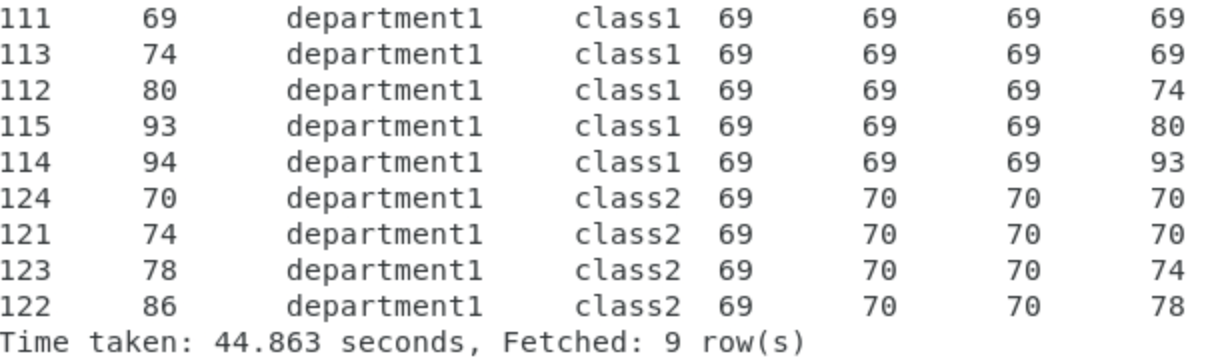 111 69 department1 class1 69 69 69 69
113 74 department1 class1 69 69 69 69
112 80 department1 class1 69 69 69 74
115 93 department1 class1 69 69 69 80
114 94 department1 class1 69 69 69 93
124 70 department1 class2 69 70 70 70
121 74 department1 class2 69 70 70 70
123 78 department1 class2 69 70 70 74
122 86 department1 class2 69 70 70 78
Time taken: 44.863 seconds, Fetched: 9 row(s)